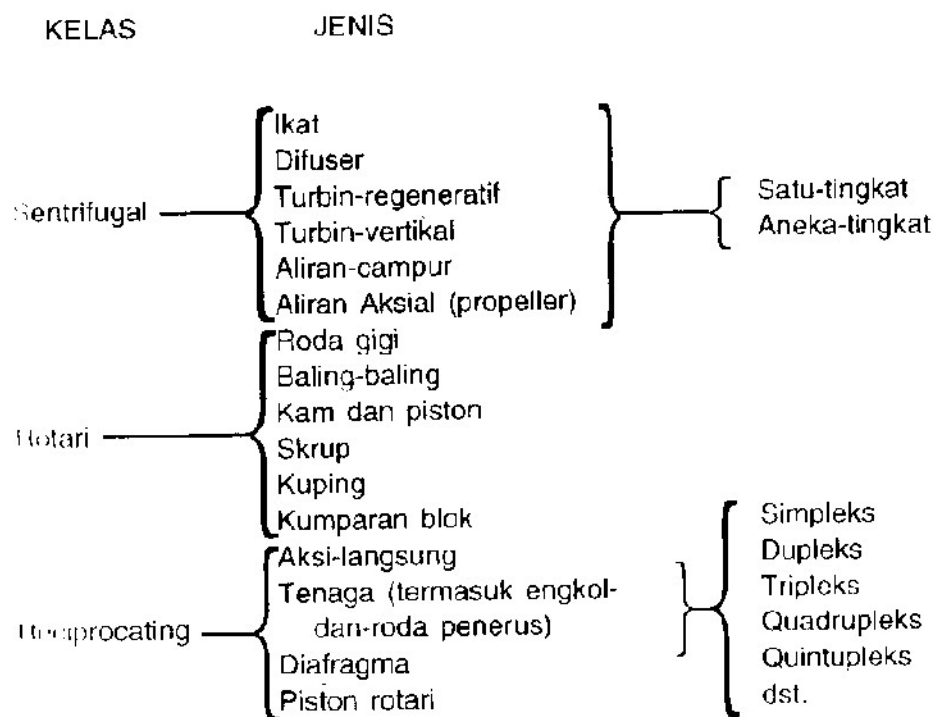 KELAS JENIS
Ikat
Difuser
Turbin-regeneratif
Turbin-vertikal
Aliran-campur
Aliran Aksial (propeller)
Sentrifugal
Satu-tingkat
Aneka-tingkat
Roda gigi
Baling-baling
Kam dan piston
Skrup
Kuping
Kumparan blok
Rotari
Aksi-langsung
Tenaga (termasuk engkol-
dan-roda penerus)
Diafragma
Piston rotari
Reciprocating
Simpleks
Dupleks
Tripleks
Quadrupleks
Quintupleks
dst.